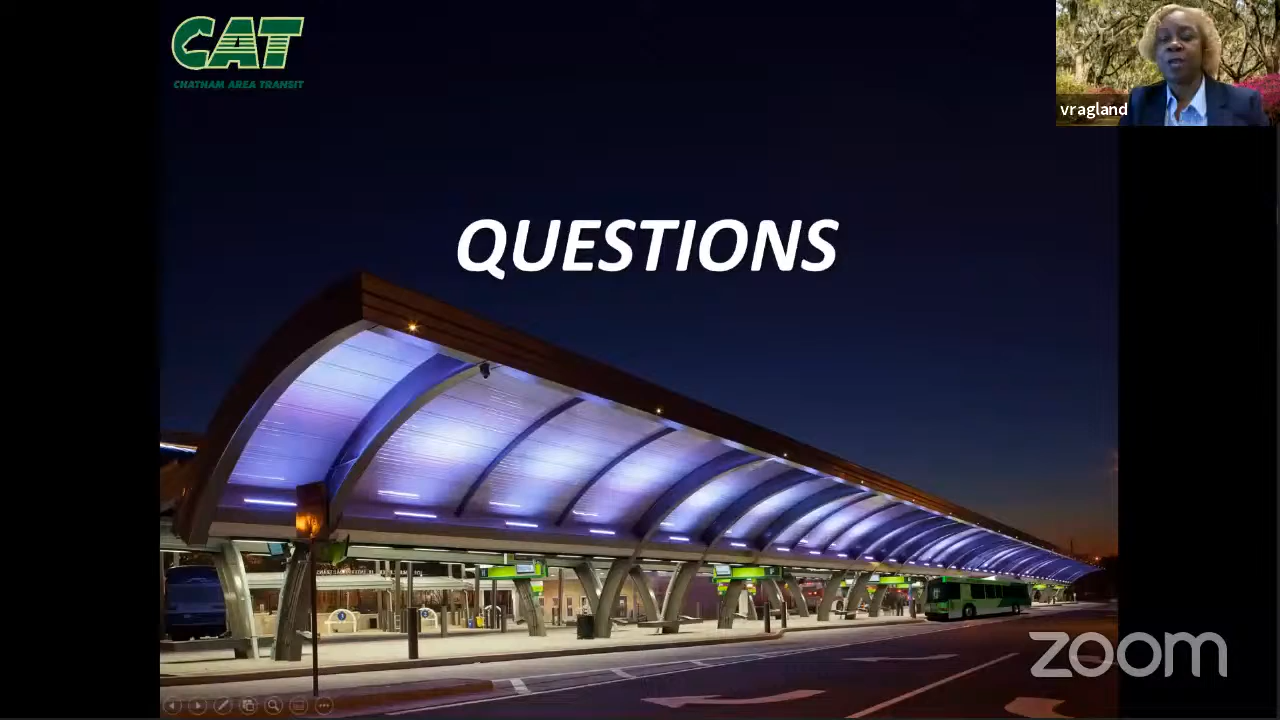 CAT
CHATHAM AREA TRANSIT
vragland
QUESTIONS
zoom